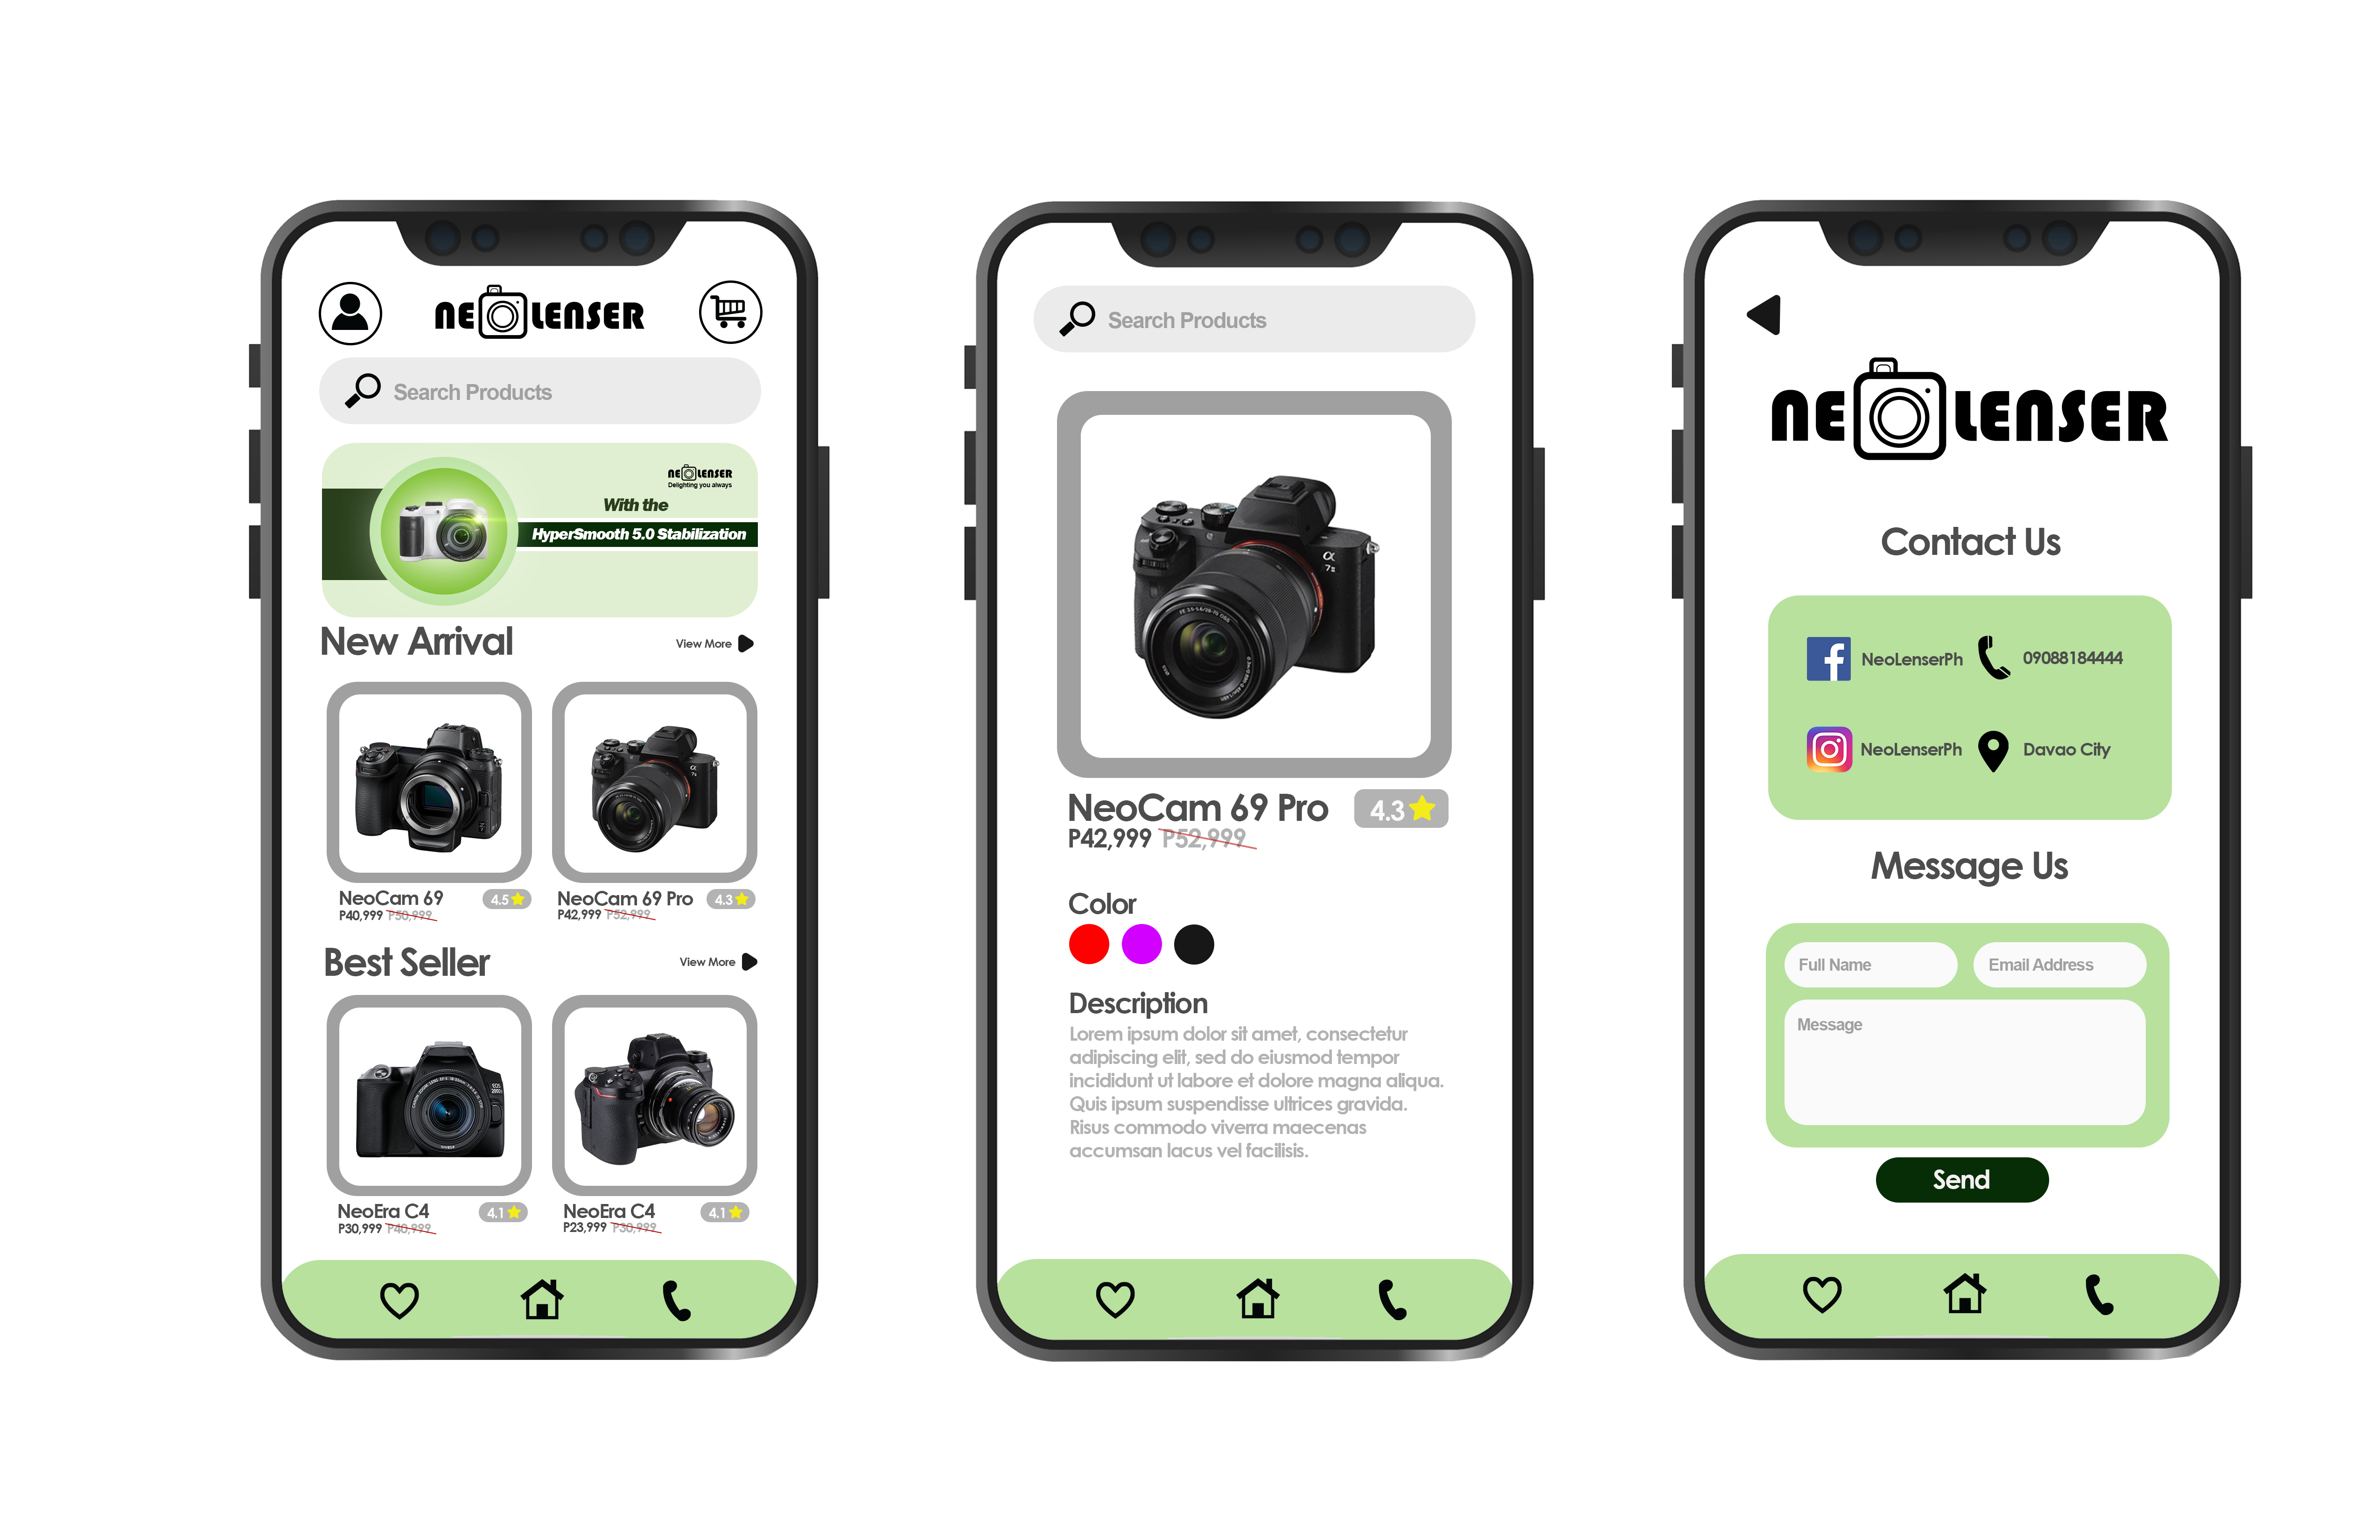 NEOLENSER
Search Products
NEOLENSER
Delighting you always
With the
HyperSmooth 5.0 Stabilization
New Arrival
View More
NeoCam 69
4.5
P40,999 P50,999
NeoCam 69 Pro
4.3
P42,999 P52,999
Best Seller
View More
NeoEra C4
4.1
P30,999 P40,999
NeoEra C4
4.1
P23,999 P30,999
Search Products
α
7II
NeoCam 69 Pro
4.3
P42,999 P52,999
Color
Description
Lorem ipsum dolor sit amet, consectetur
adipiscing elit, sed do eiusmod tempor
incididunt ut labore et dolore magna aliqua.
Quis ipsum suspendisse ultrices gravida.
Risus commodo viverra maecenas
accumsan lacus vel facilisis.
NEOLENSER
Contact Us
NeoLenserPh
09088184444
NeoLenserPh
Davao City
Message Us
Full Name
Email Address
Message
Send